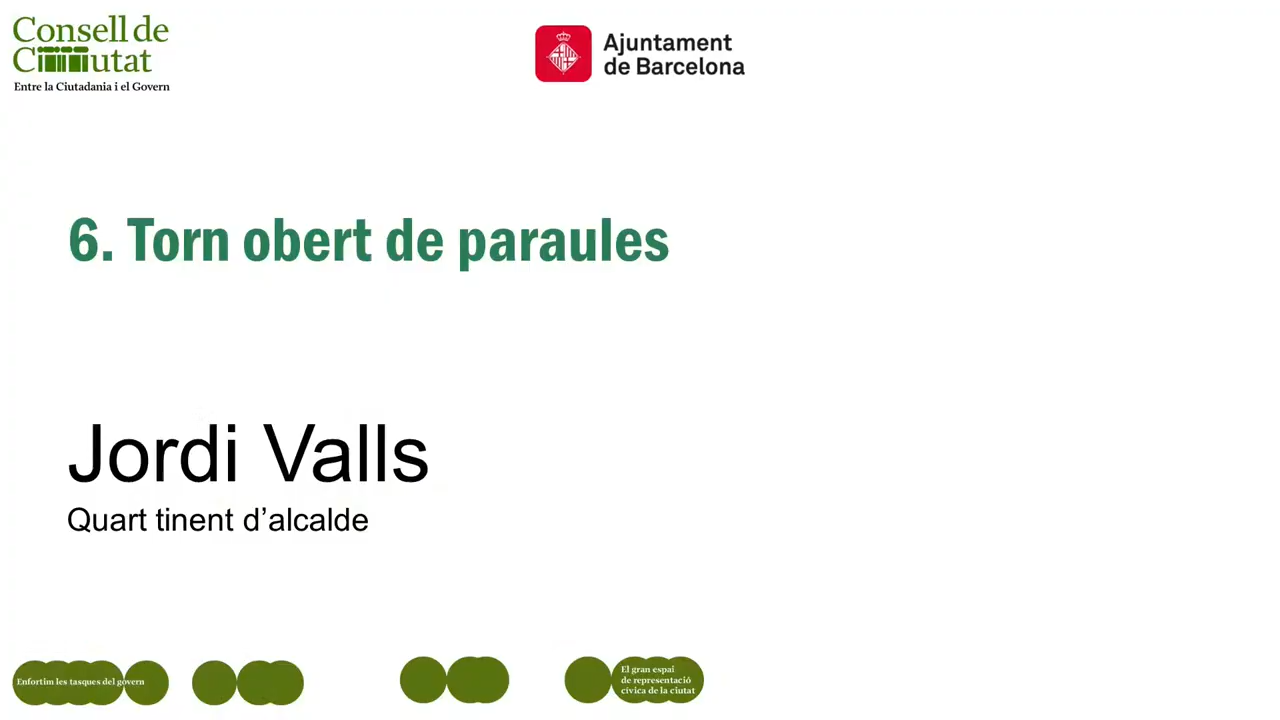 Consell de
Ciutat
Entre la Ciutadania i el Govern
Ajuntament
de Barcelona
6. Torn obert de paraules
Jordi Valls
Quart tinent d’alcalde
Enfortim les tasques del govern
El gran espai
de representació
cívica de la ciutat